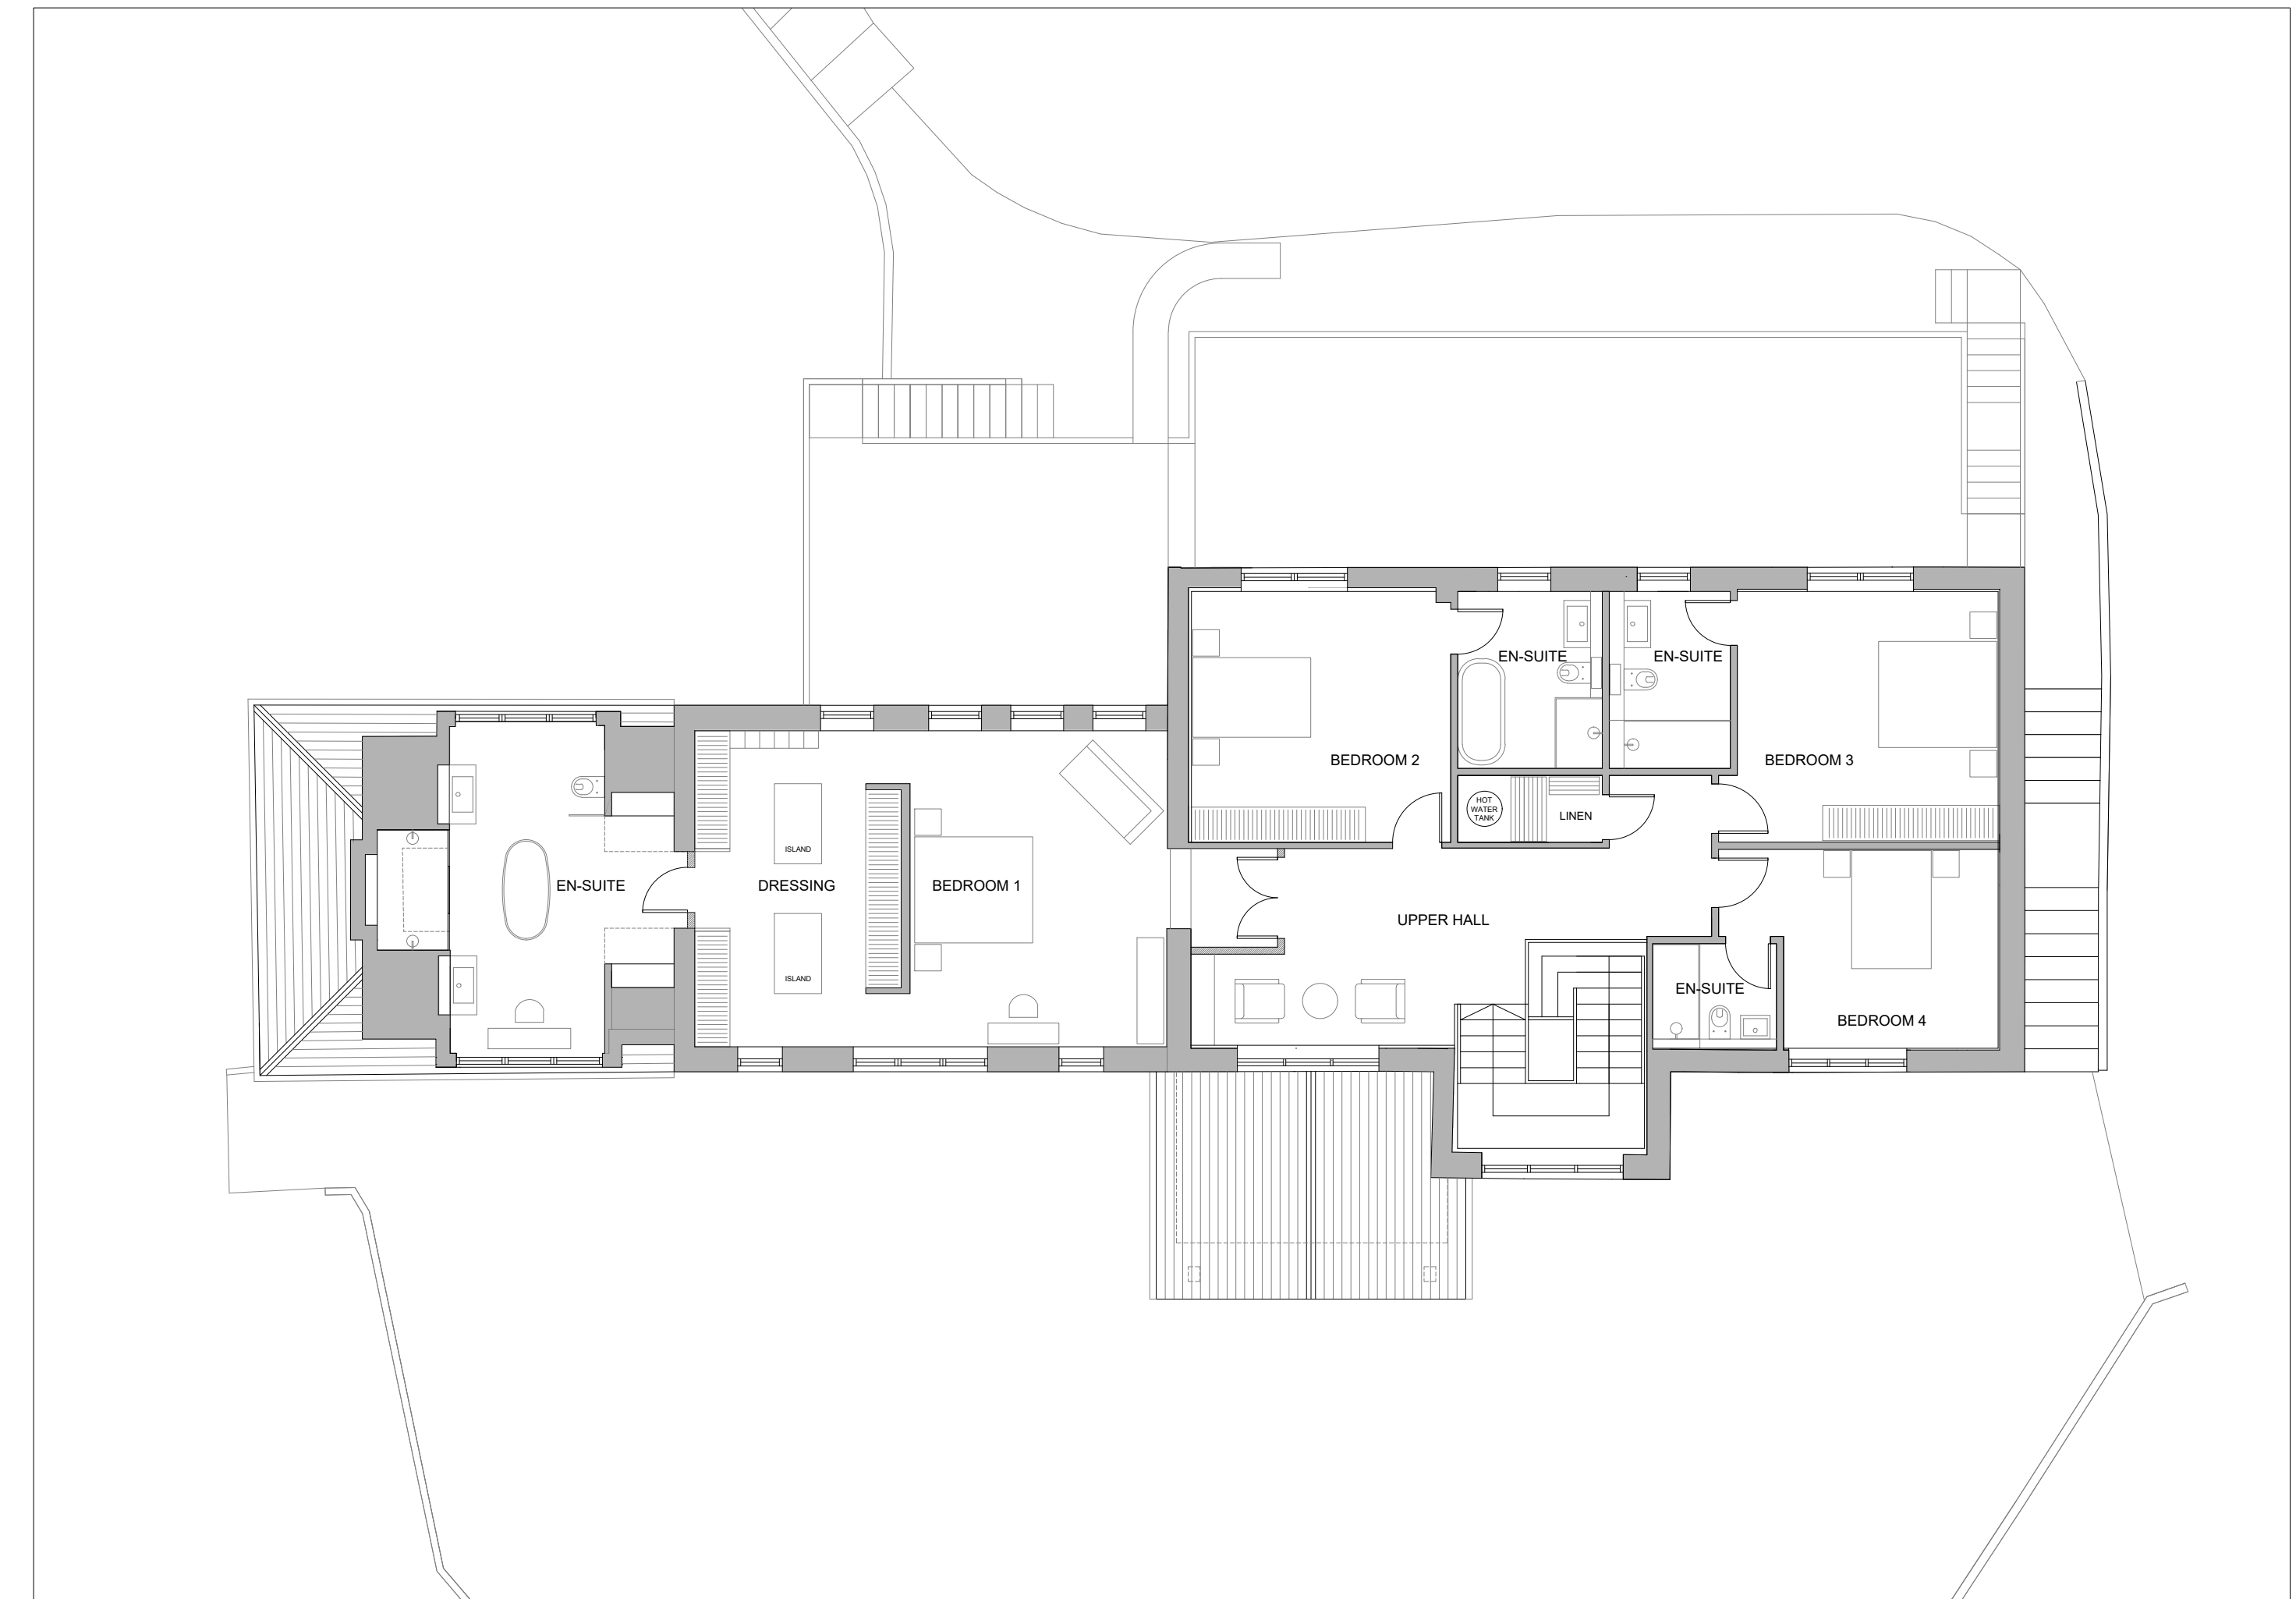 EN-SUITE
EN-SUITE
BEDROOM 2
BEDROOM 3
HOT
WATER
TANK
LINEN
ISLAND
EN-SUITE
DRESSING
BEDROOM 1
UPPER HALL
ISLAND
EN-SUITE
BEDROOM 4